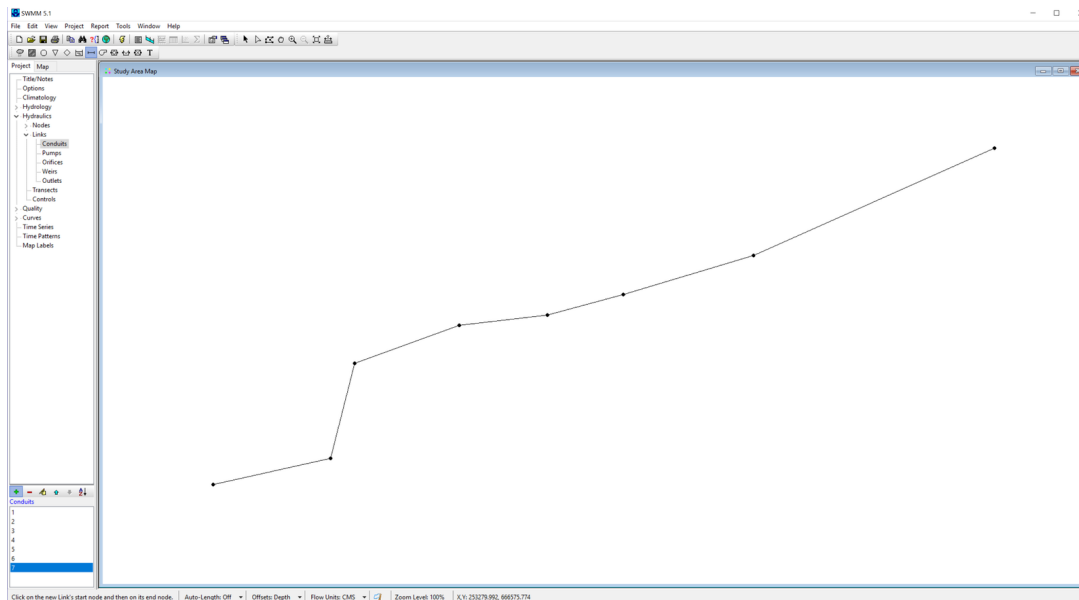 SWMM 5.1
File Edit View Project Report Tools Window Help
T
Project Map
Study Area Map
Title/Notes
Options
Climatology
Hydrology
Hydraulics
Nodes
Links
Conduits
Pumps
Orifices
Weirs
Outlets
Transects
Controls
Quality
Curves
Time Series
Time Patterns
Map Labels
Conduits
1
2
3
4
5
6
7
Click on the new Link's start node and then on its end node. Auto-Length: Off Offsets: Depth Flow Units: CMS Zoom Level: 100% X,Y: 253279.992, 666575.774